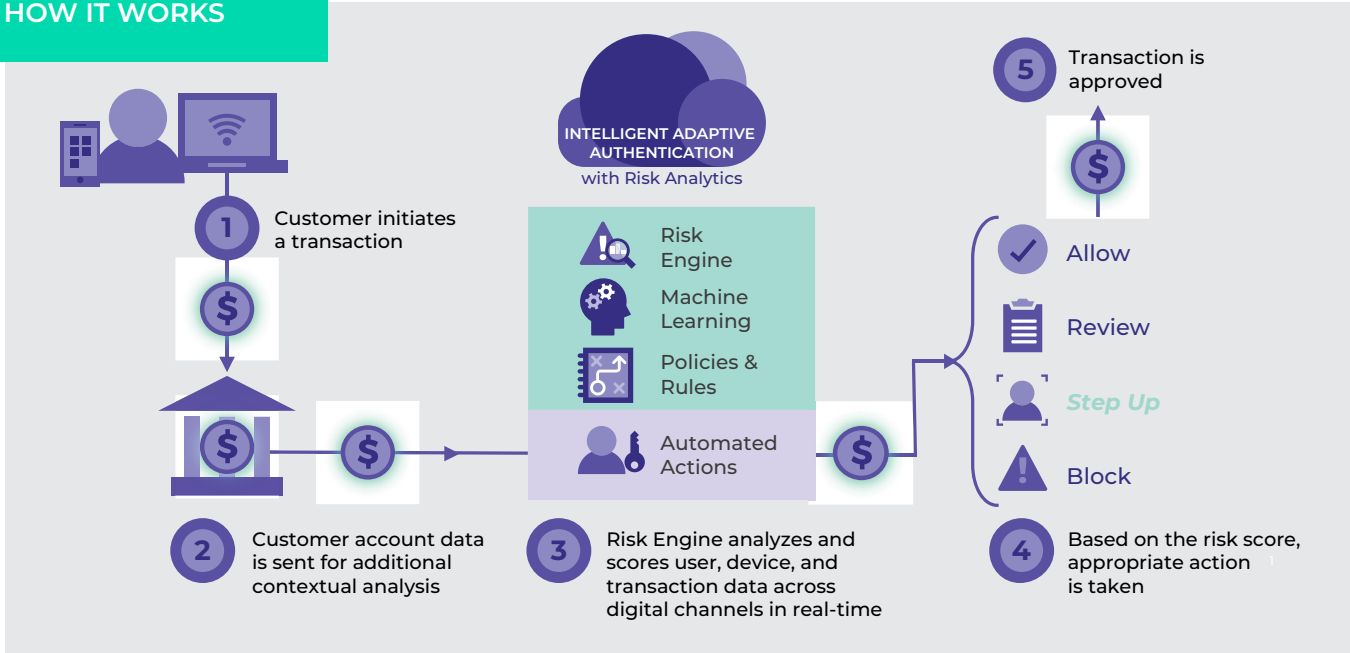 HOW IT WORKS
1
Customer initiates
a transaction
$
$
$
2
Customer account data
is sent for additional
contextual analysis
INTELLIGENT ADAPTIVE
AUTHENTICATION
with Risk Analytics
Risk
Engine
Machine
Learning
Policies &
Rules
Automated
Actions
3
Risk Engine analyzes and
scores user, device, and
transaction data across
digital channels in real-time
$
Allow
Review
Step Up
Block
4
Based on the risk score,
appropriate action
is taken
1
5
Transaction is
approved
$